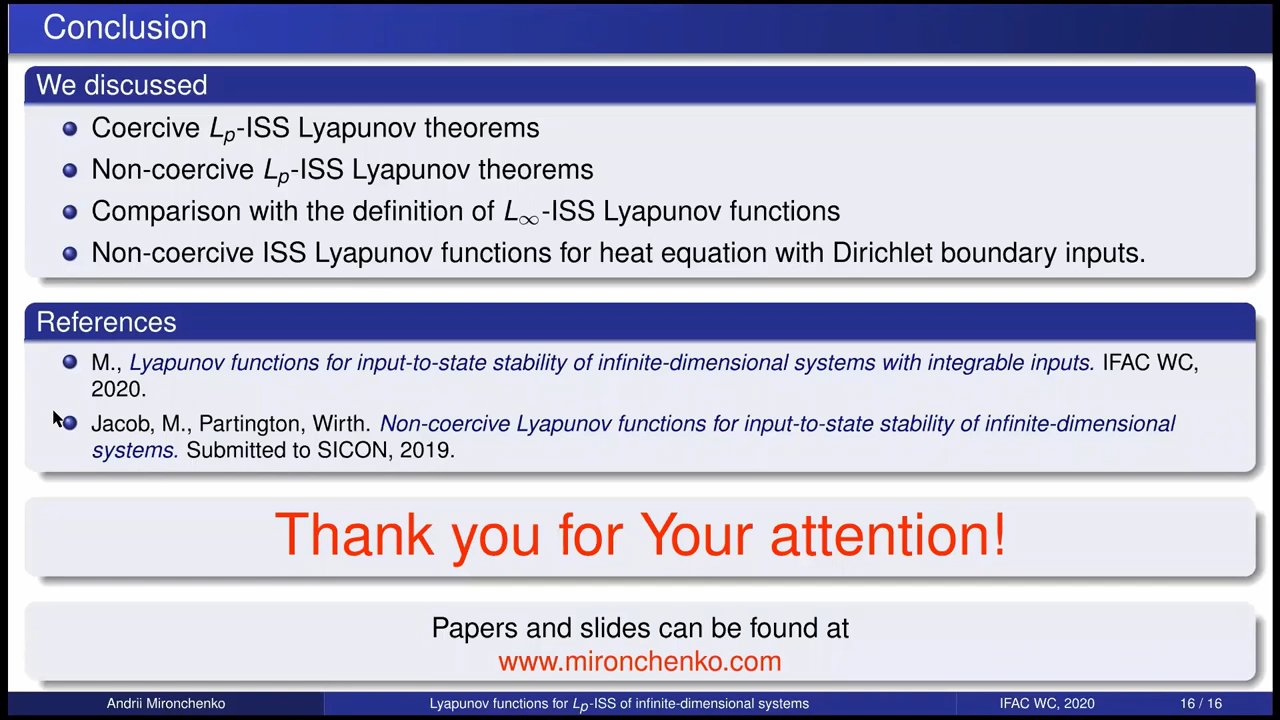 Conclusion
We discussed
Coercive Lp-ISS Lyapunov theorems
Non-coercive Lp-ISS Lyapunov theorems
Comparison with the definition of L∞-ISS Lyapunov functions
Non-coercive ISS Lyapunov functions for heat equation with Dirichlet boundary inputs.
References
M., Lyapunov functions for input-to-state stability of infinite-dimensional systems with integrable inputs. IFAC WC,
2020.
Jacob, M., Partington, Wirth. Non-coercive Lyapunov functions for input-to-state stability of infinite-dimensional
systems. Submitted to SICON, 2019.
Thank you for Your attention!
Papers and slides can be found at
www.mironchenko.com
Andrii Mironchenko Lyapunov functions for Lp-ISS of infinite-dimensional systems IFAC WC, 2020 16 / 16